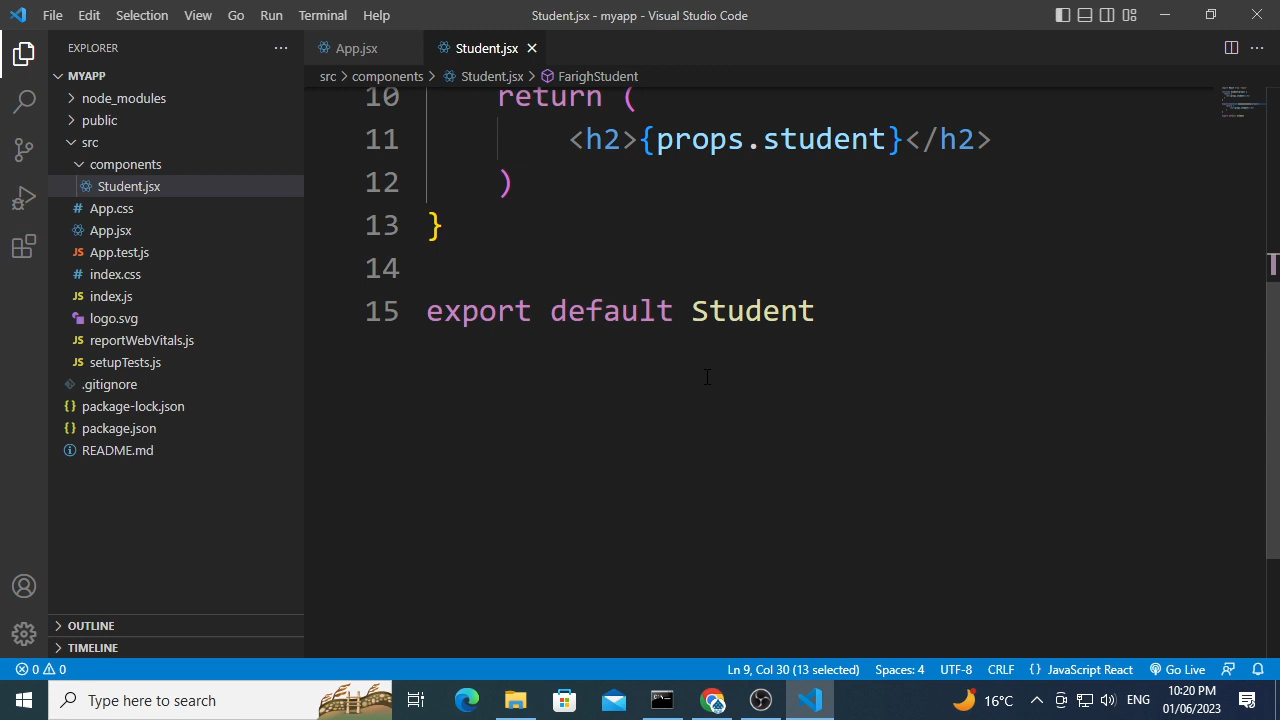 File Edit Selection View Go Run Terminal Help
Student.jsx - myapp - Visual Studio Code
EXPLORER
MYAPP
node_modules
public
src
components
Student.jsx
App.css
App.jsx
App.test.js
index.css
index.js
logo.svg
reportWebVitals.js
setupTests.js
.gitignore
package-lock.json
package.json
README.md
OUTLINE
TIMELINE
App.jsx Student.jsx
src > components > Student.jsx > FarighStudent
10 return (
11 <h2>{props.student}</h2>
12 )
13 }
14
15 export default Student
0 0 Ln 9, Col 30 (13 selected) Spaces: 4 UTF-8 CRLF {} JavaScript React Go Live
Type here to search 16°C ENG 10:20 PM
01/06/2023